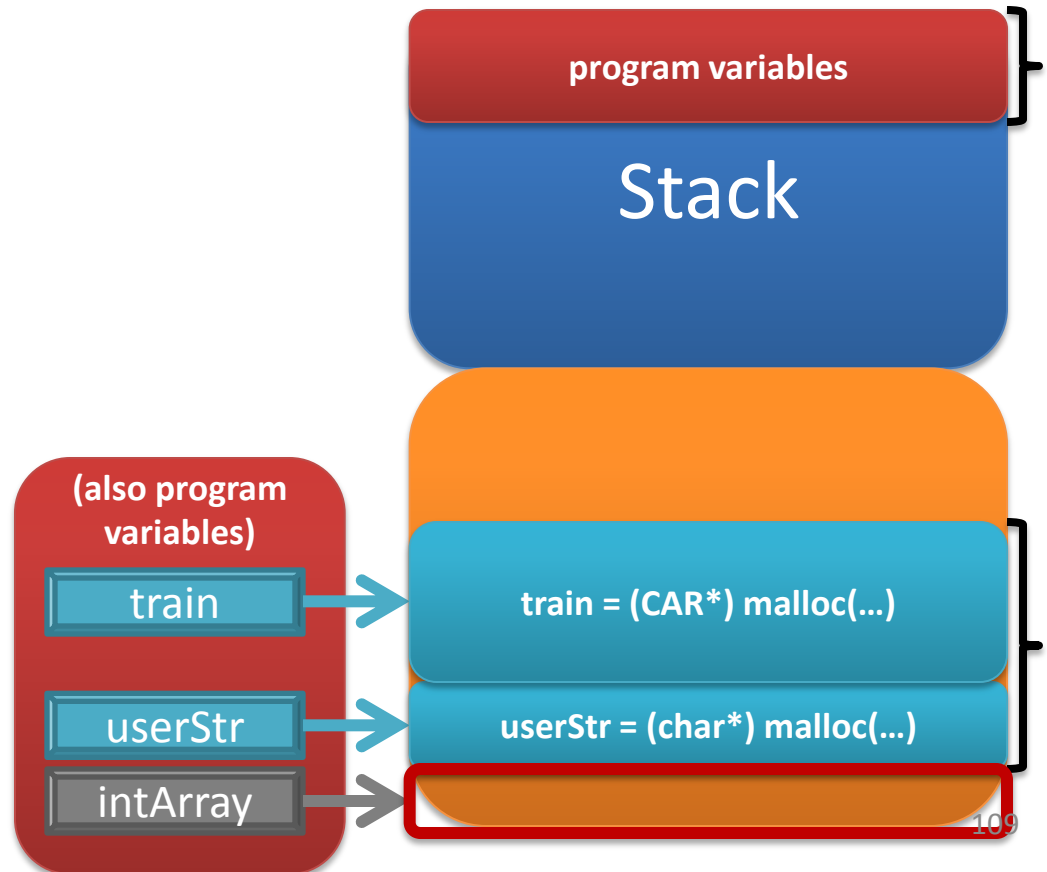 program variables
Stack
(also program
variables)
train
train = (CAR*) malloc(…)
userStr
userStr = (char*) malloc(…)
intArray
109